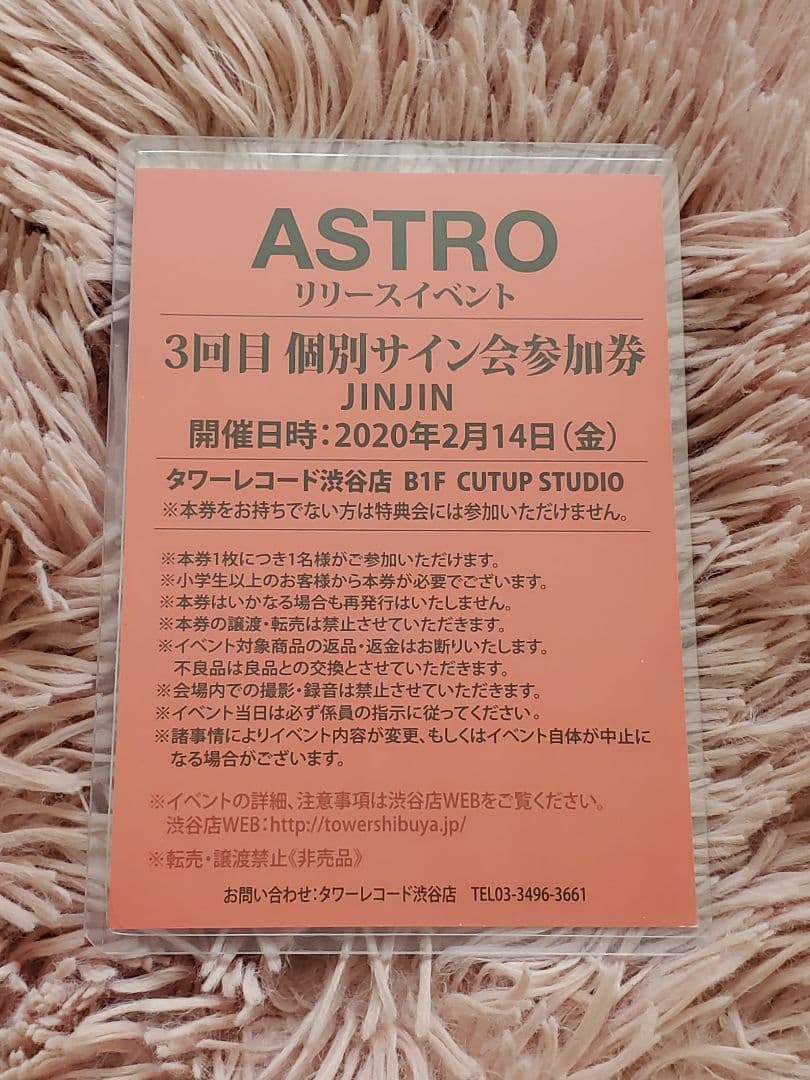 ASTRO
リリースイベント
3回目 個別サイン会参加券
JINJIN
開催日時：2020年2月14日（金）
タワーレコード渋谷店 B1F CUTUP STUDIO
※本券をお持ちでない方は特典会には参加いただけません。
※本券1枚につき1名様がご参加いただけます。
※小学生以上のお客様から本券が必要でございます。
※本券はいかなる場合も再発行はいたしません。
※本券の譲渡・転売は禁止させていただきます。
※イベント対象商品の返品・返金はお断りいたします。
不良品は良品との交換とさせていただきます。
※会場内での撮影・録音は禁止させていただきます。
※イベント当日は必ず係員の指示に従ってください。
※諸事情によりイベント内容が変更、もしくはイベント自体が中止に
なる場合がございます。
※イベントの詳細、注意事項は渋谷店WEBをご覧ください。
渋谷店WEB：http://towershibuya.jp/
※転売・譲渡禁止《非売品》
お問い合わせ：タワーレコード渋谷店 TEL03-3496-3661